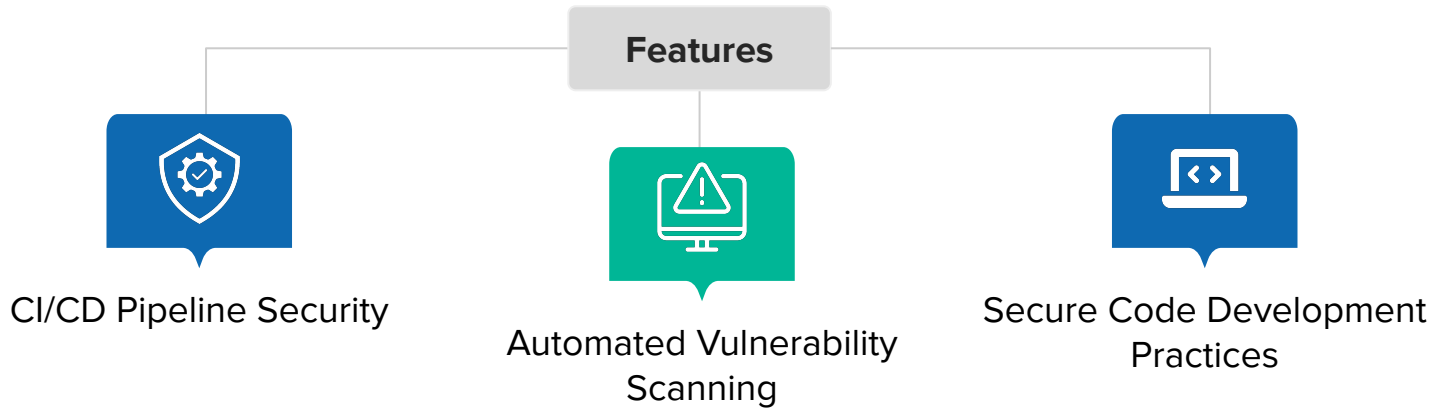 Features
CI/CD Pipeline Security
Automated Vulnerability
Scanning
Secure Code Development
Practices